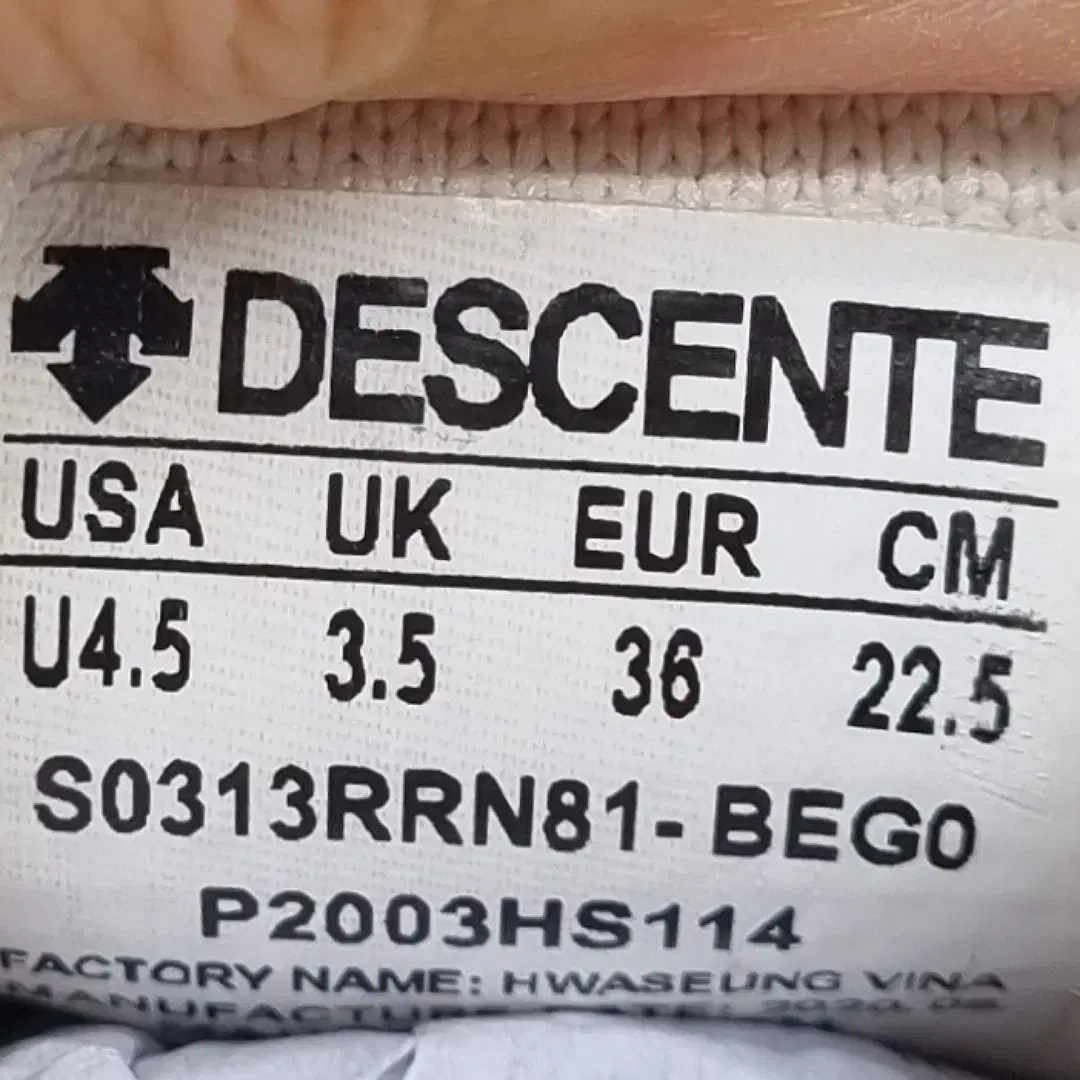 DESCENTE
USA UK EUR CM
U4.5 3.5 36 22.5
S0313RRN81-BEG0
P2003HS114
FACTORY NAME: HWASEUNG VINA